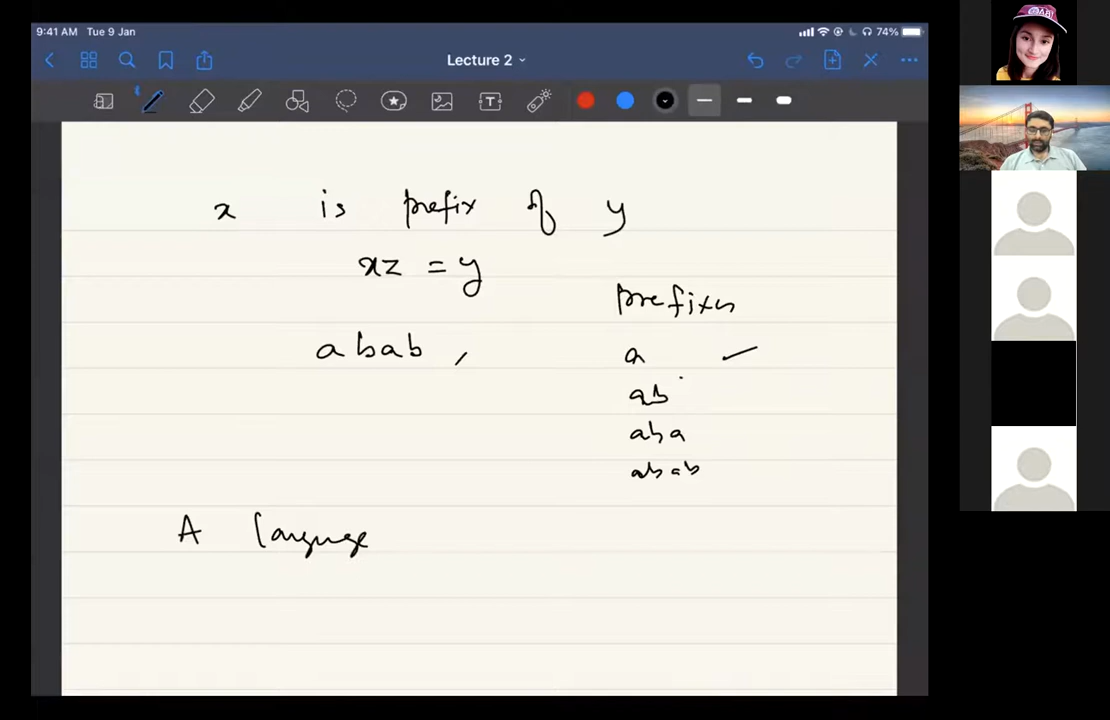 9:41 AM Tue 9 Jan
74%
Lecture 2
T
x is prefix of y
xz = y
prefixes
abab,
a
ab
aba
abab
A language